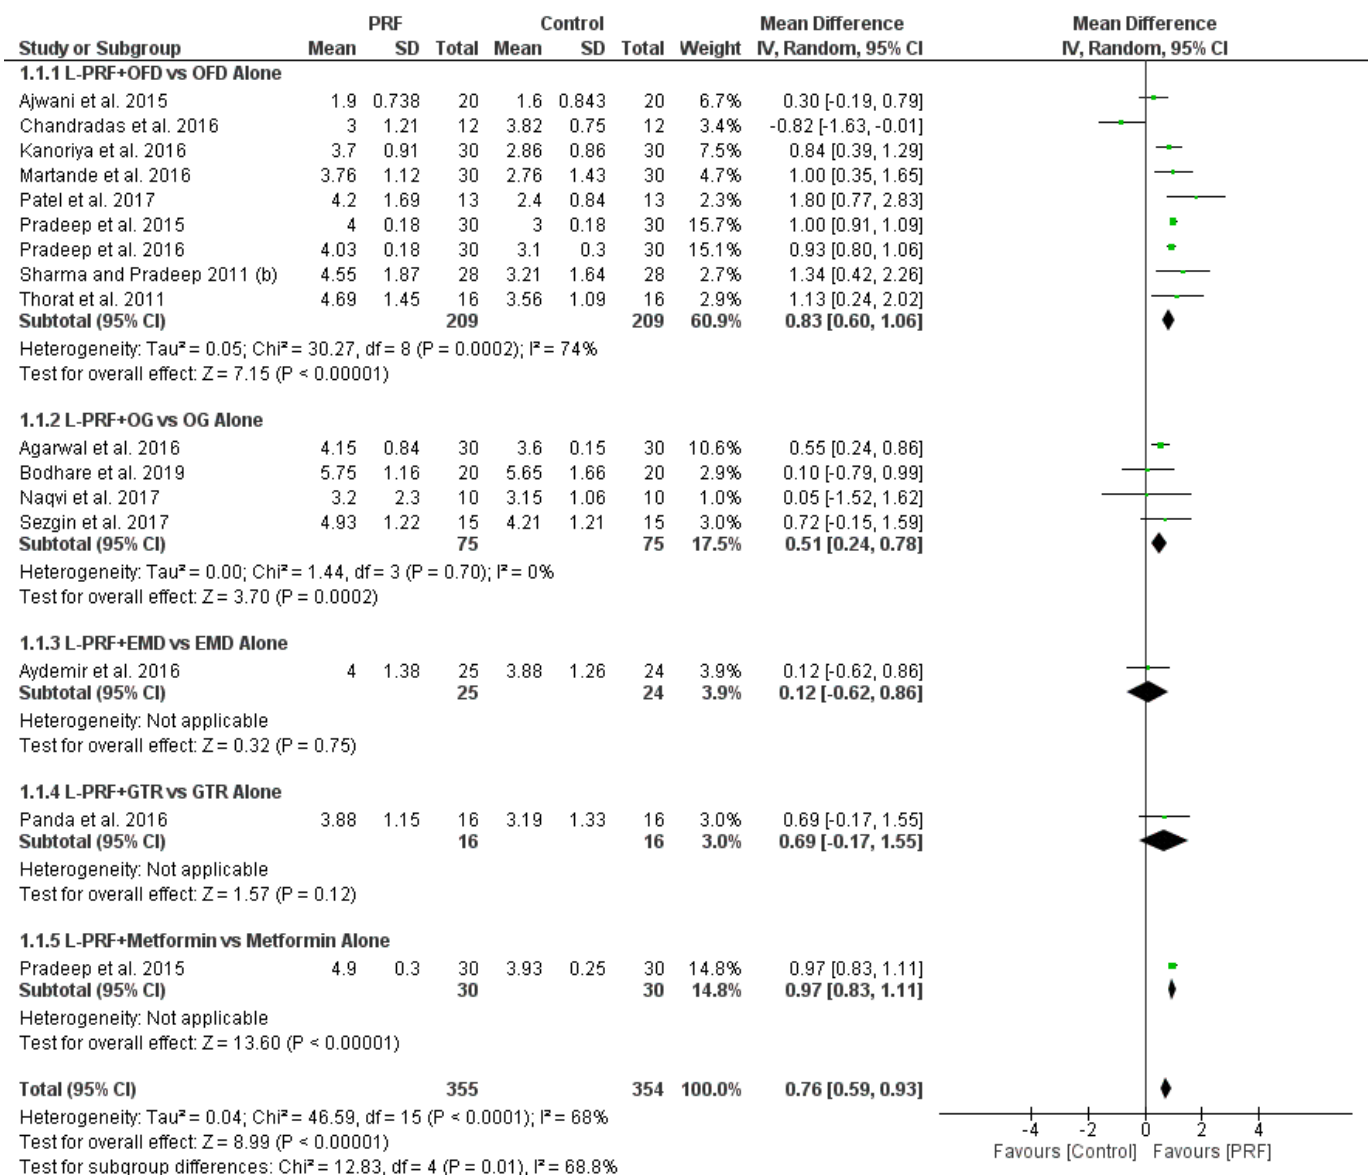 PRF Control Mean Difference Mean Difference
Study or Subgroup Mean SD Total Mean SD Total Weight IV, Random, 95% CI IV, Random, 95% CI
1.1.1 L-PRF+OFD vs OFD Alone
Ajwani et al. 2015 1.9 0.738 20 1.6 0.843 20 6.7% 0.30 [-0.19, 0.79]
Chandradas et al. 2016 3 1.21 12 3.82 0.75 12 3.4% -0.82 [-1.63, -0.01]
Kanoriya et al. 2016 3.7 0.91 30 2.86 0.86 30 7.5% 0.84 [0.39, 1.29]
Martande et al. 2016 3.76 1.12 30 2.76 1.43 30 4.7% 1.00 [0.35, 1.65]
Patel et al. 2017 4.2 1.69 13 2.4 0.84 13 2.3% 1.80 [0.77, 2.83]
Pradeep et al. 2015 4 0.18 30 3 0.18 30 15.7% 1.00 [0.91, 1.09]
Pradeep et al. 2016 4.03 0.18 30 3.1 0.3 30 15.1% 0.93 [0.80, 1.06]
Sharma and Pradeep 2011 (b) 4.55 1.87 28 3.21 1.64 28 2.7% 1.34 [0.42, 2.26]
Thorat et al. 2011 4.69 1.45 16 3.56 1.09 16 2.9% 1.13 [0.24, 2.02]
Subtotal (95% CI) 209 209 60.9% 0.83 [0.60, 1.06]
Heterogeneity: Tau² = 0.05; Chi² = 30.27, df = 8 (P = 0.0002); I² = 74%
Test for overall effect: Z = 7.15 (P < 0.00001)
1.1.2 L-PRF+OG vs OG Alone
Agarwal et al. 2016 4.15 0.84 30 3.6 0.15 30 10.6% 0.55 [0.24, 0.86]
Bodhare et al. 2019 5.75 1.16 20 5.65 1.66 20 2.9% 0.10 [-0.79, 0.99]
Naqvi et al. 2017 3.2 2.3 10 3.15 1.06 10 1.0% 0.05 [-1.52, 1.62]
Sezgin et al. 2017 4.93 1.22 15 4.21 1.21 15 3.0% 0.72 [-0.15, 1.59]
Subtotal (95% CI) 75 75 17.5% 0.51 [0.24, 0.78]
Heterogeneity: Tau² = 0.00; Chi² = 1.44, df = 3 (P = 0.70); I² = 0%
Test for overall effect: Z = 3.70 (P = 0.0002)
1.1.3 L-PRF+EMD vs EMD Alone
Aydemir et al. 2016 4 1.38 25 3.88 1.26 24 3.9% 0.12 [-0.62, 0.86]
Subtotal (95% CI) 25 24 3.9% 0.12 [-0.62, 0.86]
Heterogeneity: Not applicable
Test for overall effect: Z = 0.32 (P = 0.75)
1.1.4 L-PRF+GTR vs GTR Alone
Panda et al. 2016 3.88 1.15 16 3.19 1.33 16 3.0% 0.69 [-0.17, 1.55]
Subtotal (95% CI) 16 16 3.0% 0.69 [-0.17, 1.55]
Heterogeneity: Not applicable
Test for overall effect: Z = 1.57 (P = 0.12)
1.1.5 L-PRF+Metformin vs Metformin Alone
Pradeep et al. 2015 4.9 0.3 30 3.93 0.25 30 14.8% 0.97 [0.83, 1.11]
Subtotal (95% CI) 30 30 14.8% 0.97 [0.83, 1.11]
Heterogeneity: Not applicable
Test for overall effect: Z = 13.60 (P < 0.00001)
Total (95% CI) 355 354 100.0% 0.76 [0.59, 0.93]
Heterogeneity: Tau² = 0.04; Chi² = 46.59, df = 15 (P < 0.0001); I² = 68%
Test for overall effect: Z = 8.99 (P < 0.00001)
Test for subgroup differences: Chi² = 12.83, df = 4 (P = 0.01), I² = 68.8%
-4 -2 0 2 4
Favours [Control] Favours [PRF]